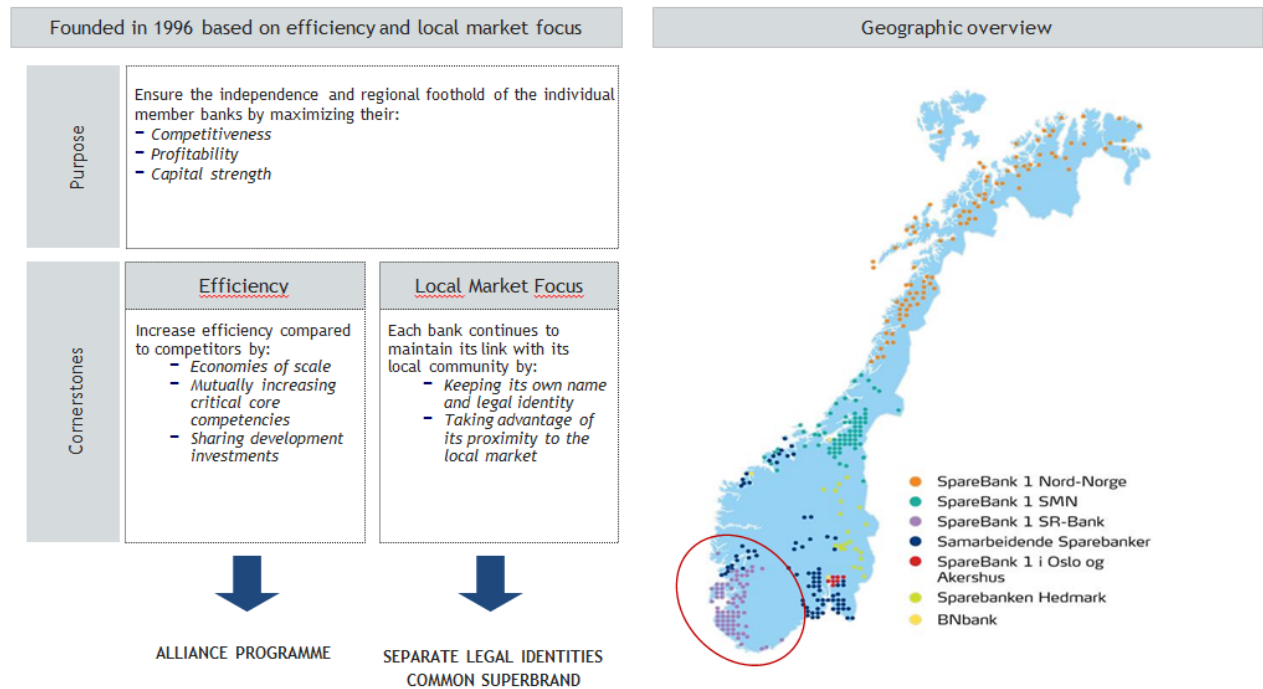 Founded in 1996 based on efficiency and local market focus
Purpose
Ensure the independence and regional foothold of the individual
member banks by maximizing their:
– Competitiveness
– Profitability
– Capital strength
Cornerstones
Efficiency
Increase efficiency compared
to competitors by:
– Economies of scale
– Mutually increasing
critical core
competencies
– Sharing development
investments
ALLIANCE PROGRAMME
Local Market Focus
Each bank continues to
maintain its link with its
local community by:
– Keeping its own name
and legal identity
– Taking advantage of
its proximity to the
local market
SEPARATE LEGAL IDENTITIES
COMMON SUPERBRAND
Geographic overview
SpareBank 1 Nord-Norge
SpareBank 1 SMN
SpareBank 1 SR-Bank
Samarbeidende Sparebanker
SpareBank 1 i Oslo og
Akershus
Sparebanken Hedmark
BNbank